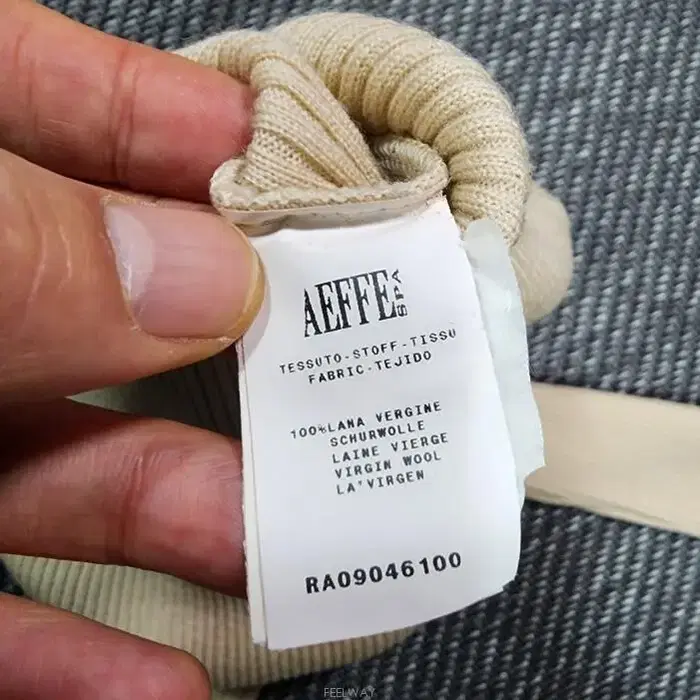 AEFFE SPA
TESSUTO-STOFF-TISSU
FABRIC-TEJIDO
100%LANA VERGINE
SCHURWOLLE
LAINE VIERGE
VIRGIN WOOL
LA'VIRGEN
RA09046100
FEELWAY